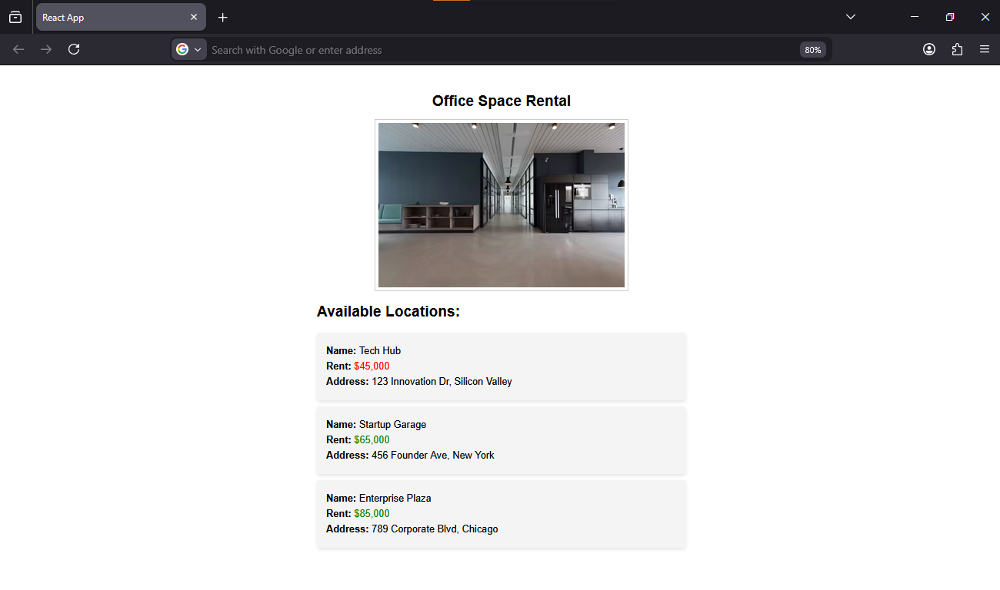 React App
Search with Google or enter address
80%
Office Space Rental
Available Locations:
Name: Tech Hub
Rent: $45,000
Address: 123 Innovation Dr, Silicon Valley
Name: Startup Garage
Rent: $65,000
Address: 456 Founder Ave, New York
Name: Enterprise Plaza
Rent: $85,000
Address: 789 Corporate Blvd, Chicago